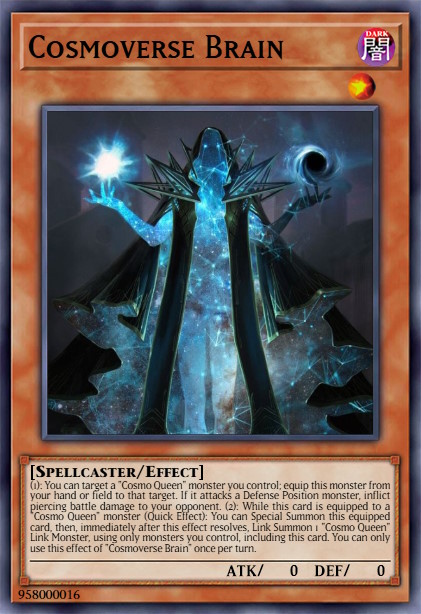 COSMOVERSE BRAIN
DARK
闇
[SPELLCASTER/EFFECT]
(1): You can target a "Cosmo Queen" monster you control; equip this monster from
your hand or field to that target. If it attacks a Defense Position monster, inflict
piercing battle damage to your opponent. (2): While this card is equipped to a
"Cosmo Queen" monster (Quick Effect): You can Special Summon this equipped
card, then, immediately after this effect resolves, Link Summon 1 "Cosmo Queen"
Link Monster, using only monsters you control, including this card. You can only
use this effect of "Cosmoverse Brain" once per turn.
ATK/ 0 DEF/ 0
958000016